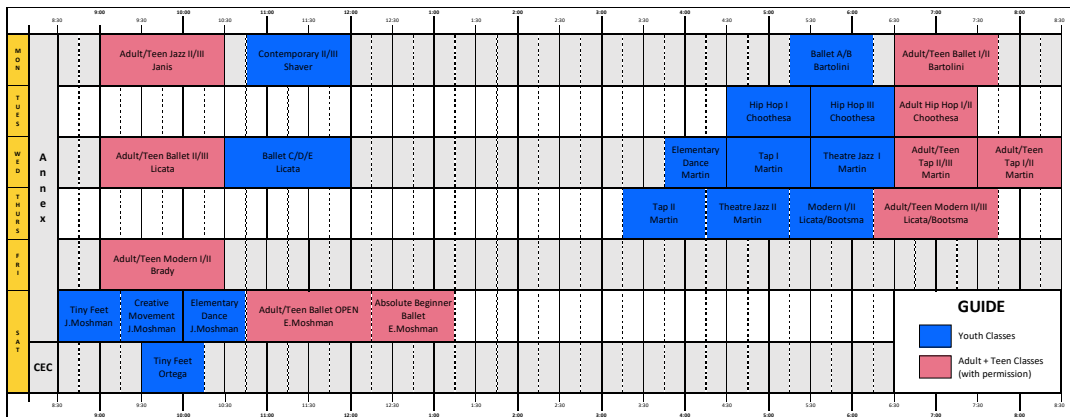 9:00 10:00 11:00 12:00 1:00 2:00 3:00 4:00 5:00 6:00 7:00 8:00
8:30 9:30 10:30 11:30 12:30 1:30 2:30 3:30 4:30 5:30 6:30 7:30 8:30
Annex
MON
Adult/Teen Jazz II/III
Janis
Contemporary II/III
Shaver
Ballet A/B
Bartolini
Adult/Teen Ballet I/II
Bartolini
TUES
Hip Hop I
Choothesa
Hip Hop III
Choothesa
Adult Hip Hop I/II
Choothesa
WED
Adult/Teen Ballet II/III
Licata
Ballet C/D/E
Licata
Elementary
Dance
Martin
Tap I
Martin
Theatre Jazz I
Martin
Adult/Teen
Tap II/III
Martin
Adult/Teen
Tap I/II
Martin
THURS
Tap II
Martin
Theatre Jazz II
Martin
Modern I/II
Licata/Bootsma
Adult/Teen Modern II/III
Licata/Bootsma
FRI
Adult/Teen Modern I/II
Brady
SAT
Tiny Feet
J.Moshman
Creative
Movement
J.Moshman
Elementary
Dance
J.Moshman
Adult/Teen Ballet OPEN
E.Moshman
Absolute Beginner
Ballet
E.Moshman
CEC
Tiny Feet
Ortega
GUIDE
Youth Classes
Adult + Teen Classes
(with permission)
8:30 9:30 10:30 11:30 12:30 1:30 2:30 3:30 4:30 5:30 6:30 7:30 8:30
9:00 10:00 11:00 12:00 1:00 2:00 3:00 4:00 5:00 6:00 7:00 8:00